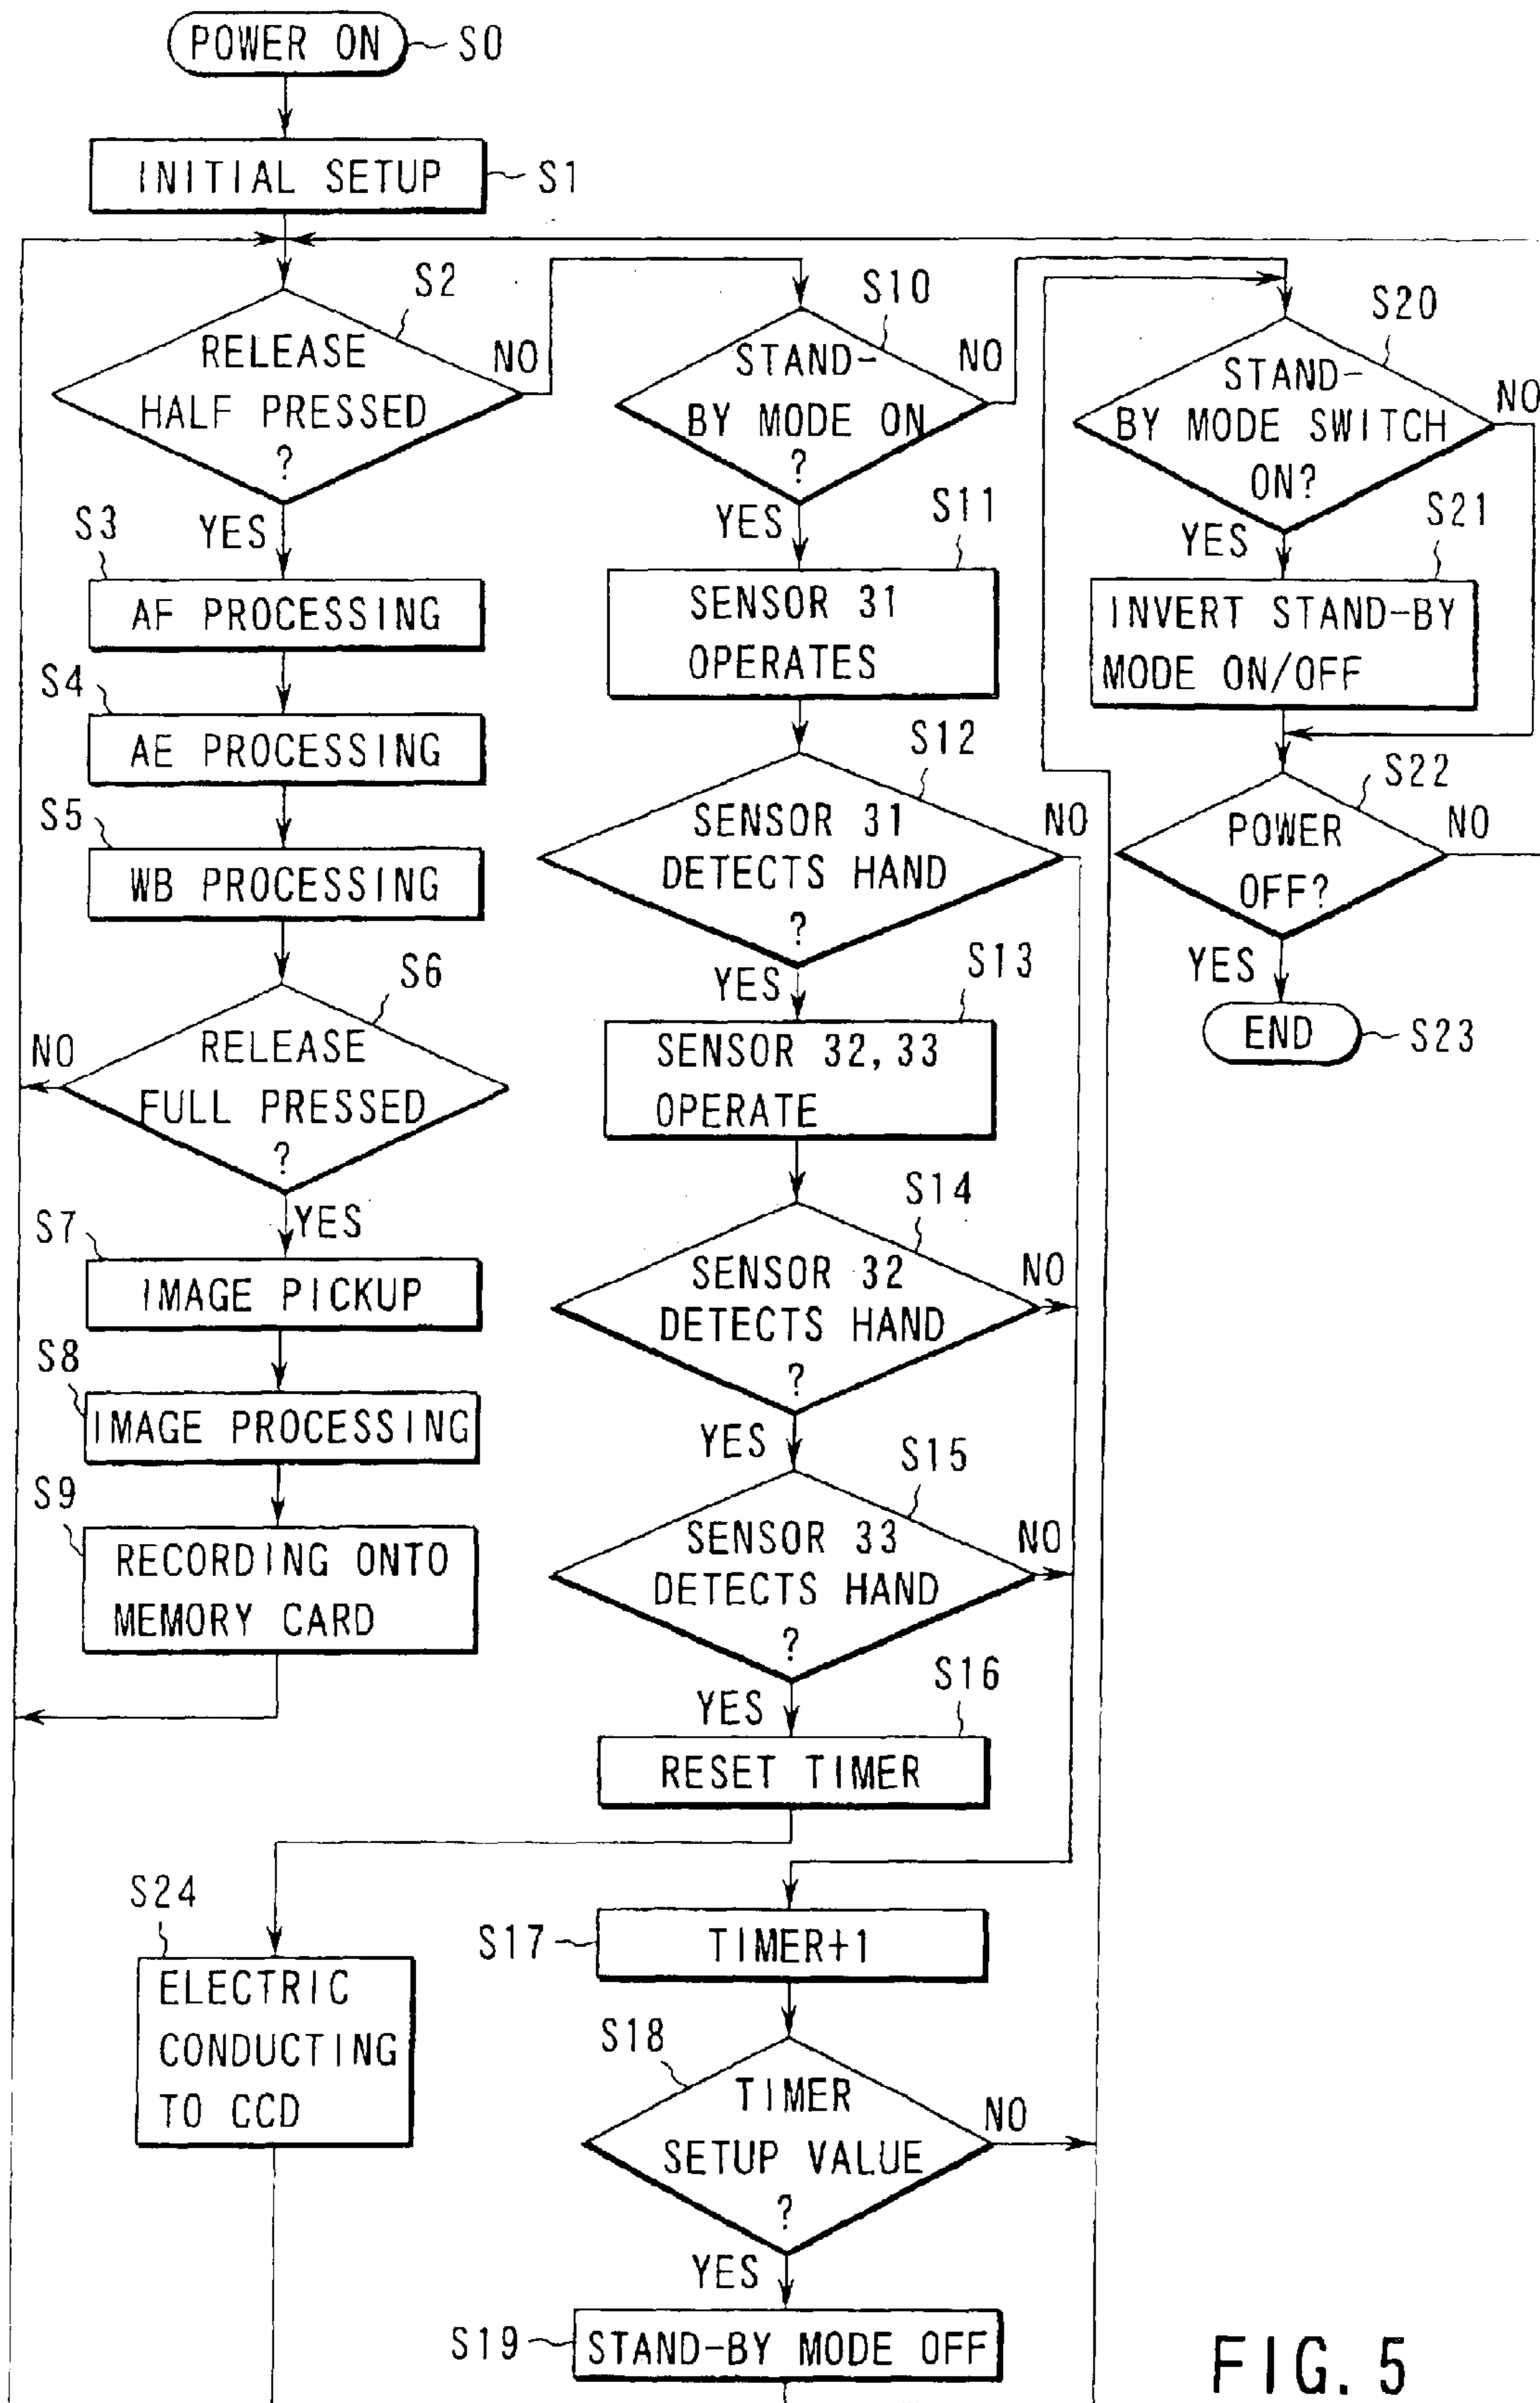 POWER ON
S0
INITIAL SETUP
S1
S2
RELEASE
HALF PRESSED
?
NO
YES
S3
AF PROCESSING
S4
AE PROCESSING
S5
WB PROCESSING
S6
RELEASE
FULL PRESSED
?
NO
YES
S7
IMAGE PICKUP
S8
IMAGE PROCESSING
S9
RECORDING ONTO
MEMORY CARD
S10
STAND-
BY MODE ON
?
NO
YES
S11
SENSOR 31
OPERATES
S12
SENSOR 31
DETECTS HAND
?
NO
YES
S13
SENSOR 32,33
OPERATE
S14
SENSOR 32
DETECTS HAND
?
NO
YES
S15
SENSOR 33
DETECTS HAND
?
NO
YES
S16
RESET TIMER
S24
ELECTRIC
CONDUCTING
TO CCD
S17
TIMER+1
S18
TIMER
SETUP VALUE
?
NO
YES
S19
STAND-BY MODE OFF
S20
STAND-
BY MODE SWITCH
ON?
NO
YES
S21
INVERT STAND-BY
MODE ON/OFF
S22
POWER
OFF?
NO
YES
END
S23
FIG. 5